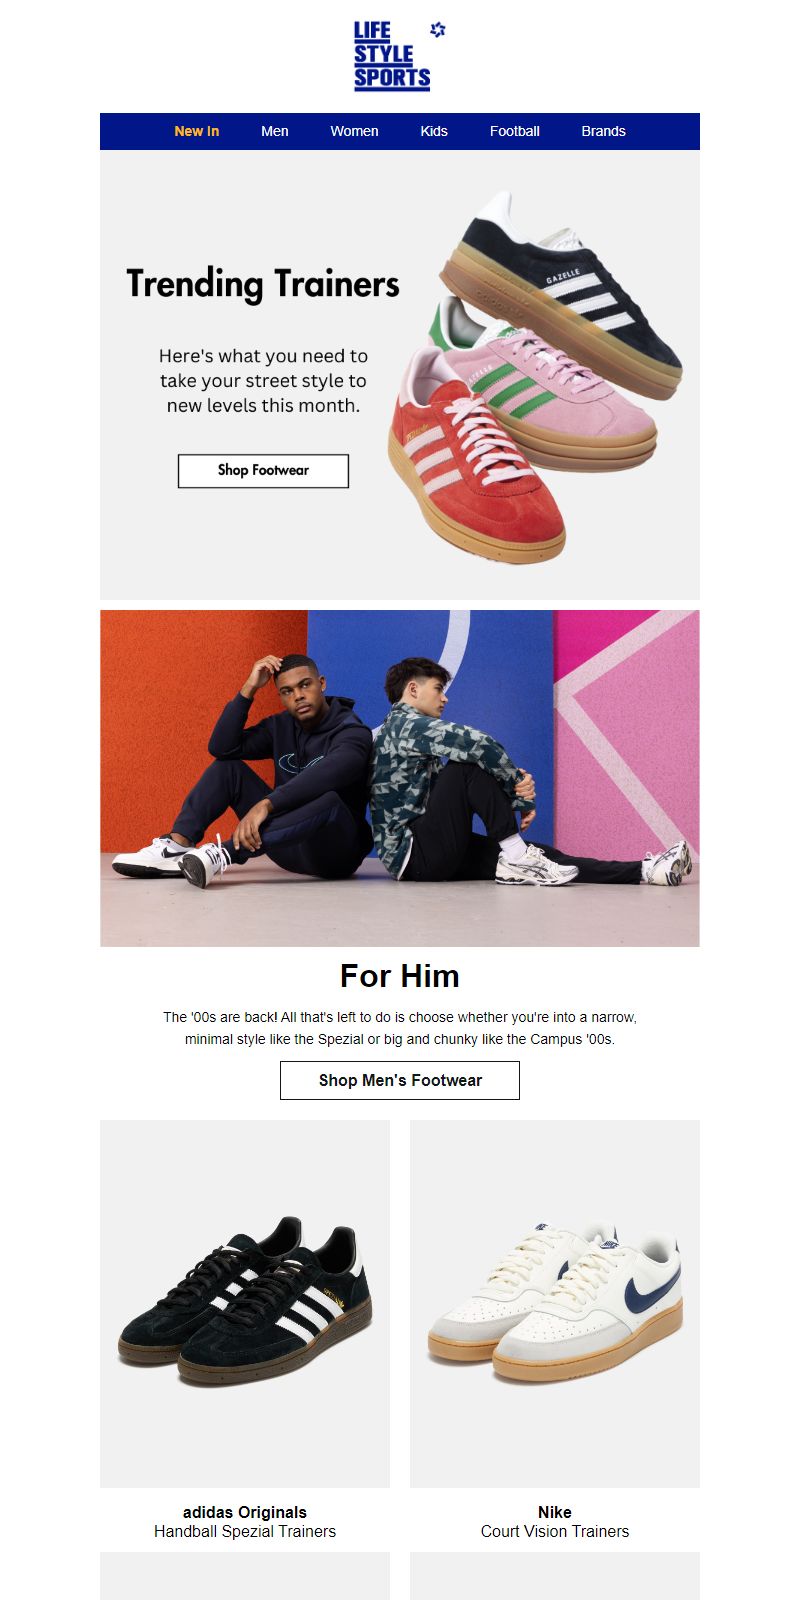 LIFE
STYLE
SPORTS
New In Men Women Kids Football Brands
Trending Trainers
Here's what you need to
take your street style to
new levels this month.
Shop Footwear
GAZELLE
For Him
The '00s are back! All that's left to do is choose whether you're into a narrow,
minimal style like the Spezial or big and chunky like the Campus '00s.
Shop Men's Footwear
adidas Originals
Handball Spezial Trainers
Nike
Court Vision Trainers